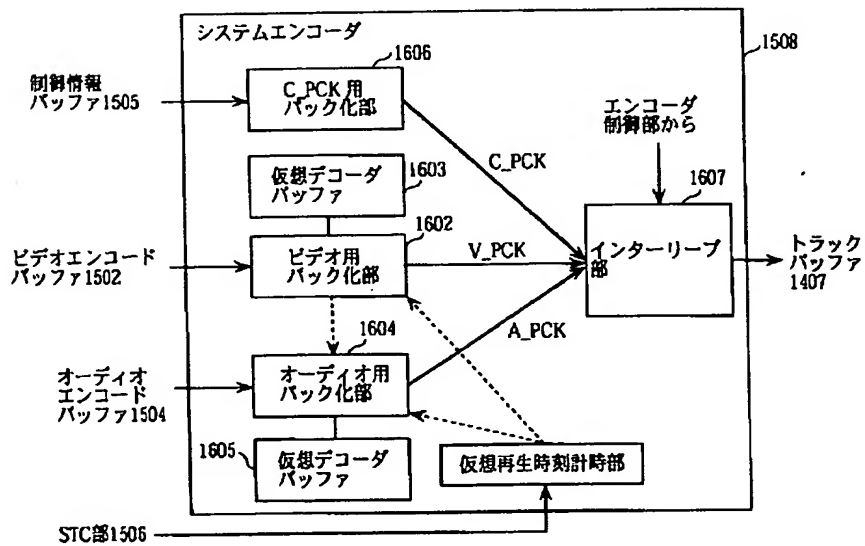 システムエンコーダ
1508
1606
制御情報
バッファ1505
C_PCK用
パック化部
エンコーダ
制御部から
C_PCK
仮想デコーダ
バッファ
1603
1607
1602
ビデオエンコード
バッファ1502
ビデオ用
パック化部
V_PCK
インターリーブ
部
トラック
バッファ
1407
1604
A_PCK
オーディオ
エンコード
バッファ1504
オーディオ用
パック化部
1605
仮想デコーダ
バッファ
仮想再生時刻計時部
STC部1506